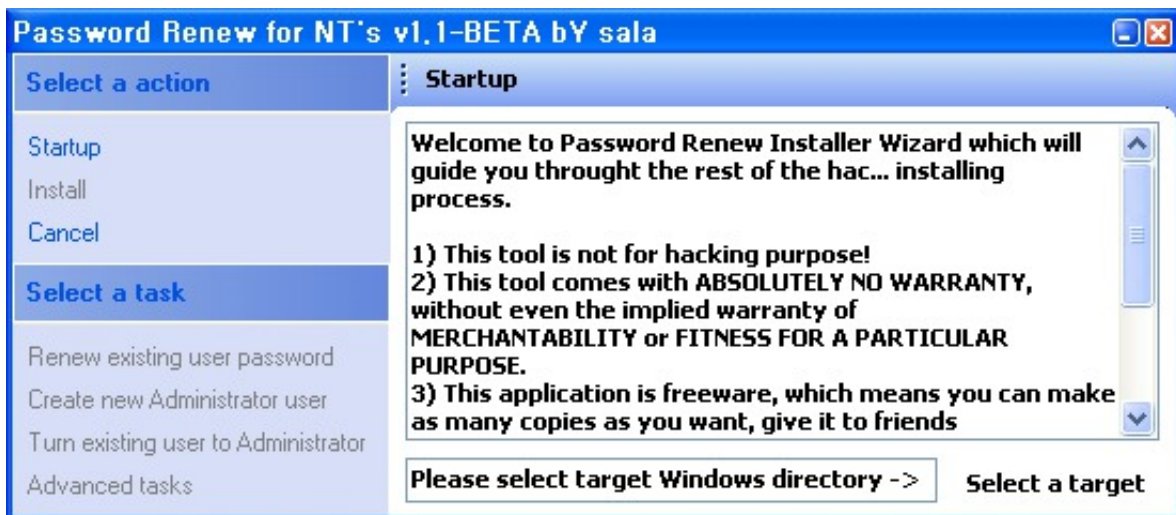 Password Renew for NT's v1.1-BETA bY sala
Select a action
Startup
Install
Cancel
Select a task
Renew existing user password
Create new Administrator user
Turn existing user to Administrator
Advanced tasks
Startup
Welcome to Password Renew Installer Wizard which will
guide you throught the rest of the hac... installing
process.
1) This tool is not for hacking purpose!
2) This tool comes with ABSOLUTELY NO WARRANTY,
without even the implied warranty of
MERCHANTABILITY or FITNESS FOR A PARTICULAR
PURPOSE.
3) This application is freeware, which means you can make
as many copies as you want, give it to friends
Please select target Windows directory ->
Select a target